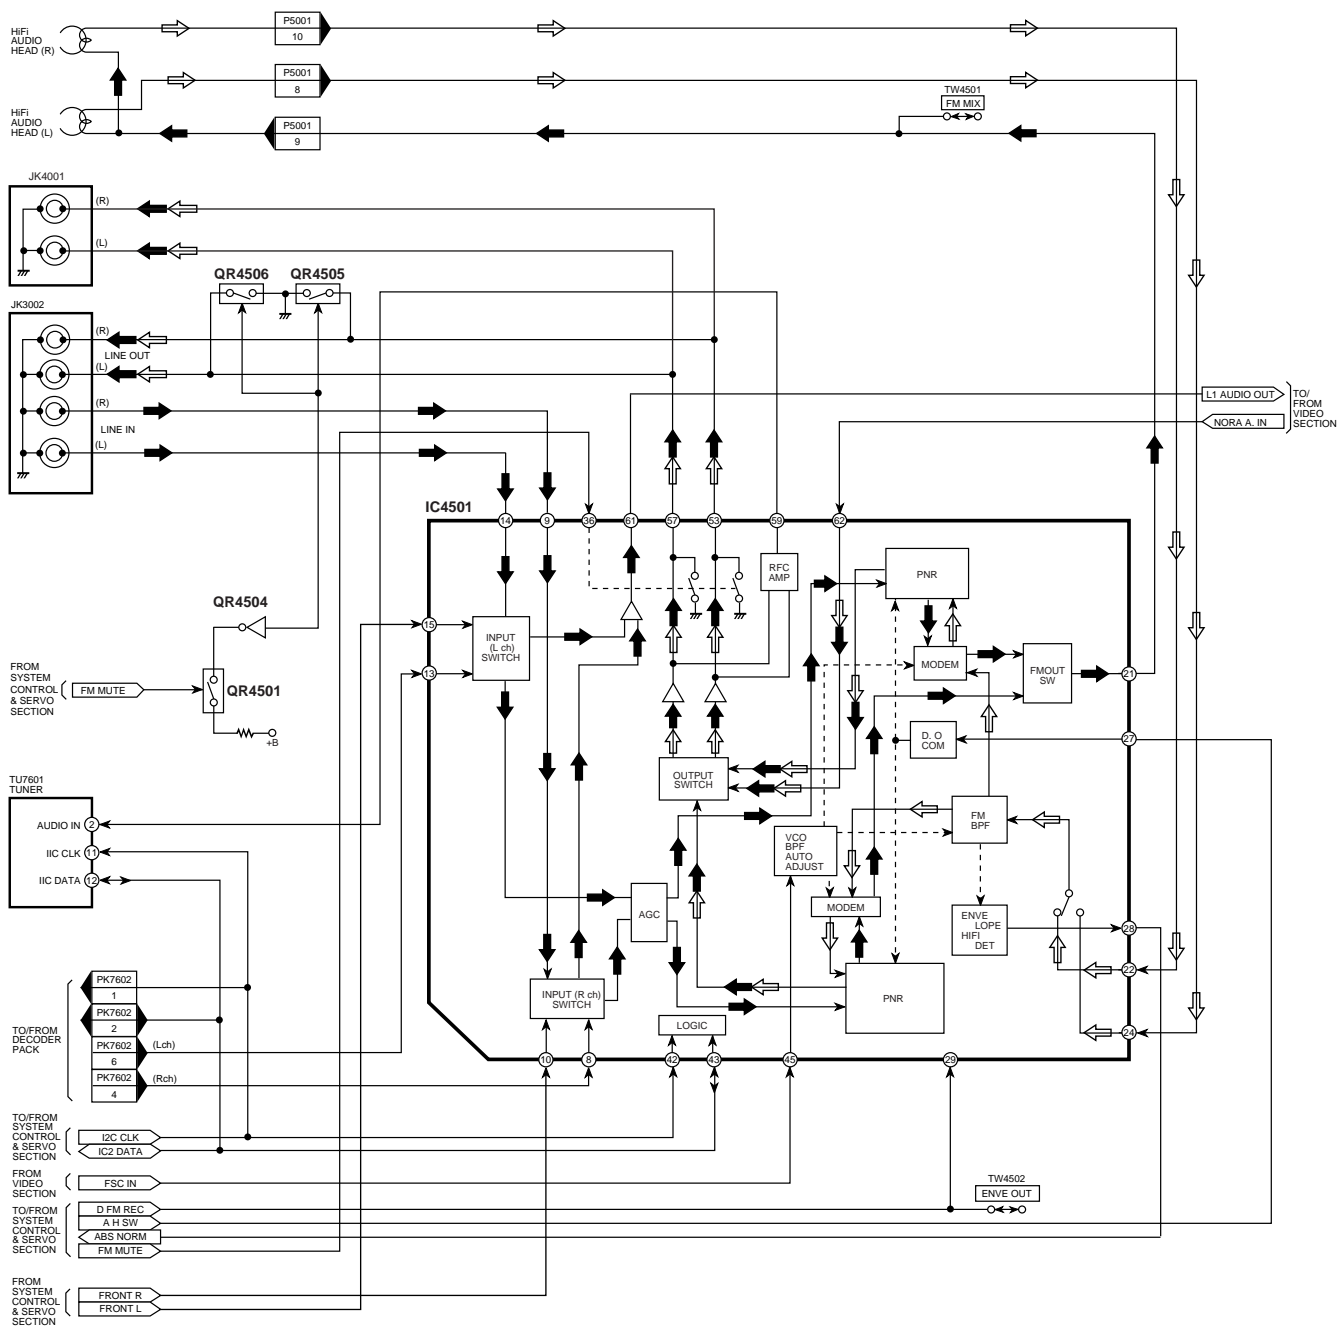 HiFi
AUDIO
HEAD (R)
P5001
10
HiFi
AUDIO
HEAD (L)
P5001
8
P5001
9
TW4501
FM MIX
JK4001
(R)
(L)
QR4506
QR4505
JK3002
(R)
LINE OUT
(L)
(R)
LINE IN
(L)
L1 AUDIO OUT
NORA A. IN
TO/
FROM
VIDEO
SECTION
IC4501
14
9
36
61
57
53
59
62
RFC
AMP
PNR
QR4504
15
13
INPUT
(L ch)
SWITCH
MODEM
FMOUT
SW
21
FROM
SYSTEM
CONTROL
& SERVO
SECTION
FM MUTE
QR4501
+B
D. O
COM
27
OUTPUT
SWITCH
TU7601
TUNER
AUDIO IN
2
IIC CLK
11
IIC DATA
12
VCO
BPF
AUTO
ADJUST
FM
BPF
AGC
MODEM
ENVE
LOPE
HIFI
DET
28
22
24
INPUT (R ch)
SWITCH
PNR
LOGIC
TO/FROM
DECODER
PACK
PK7602
1
PK7602
2
PK7602
6
(Lch)
PK7602
4
(Rch)
10
8
42
43
45
29
TO/FROM
SYSTEM
CONTROL
& SERVO
SECTION
I2C CLK
IC2 DATA
FROM
VIDEO
SECTION
FSC IN
TW4502
ENVE OUT
TO/FROM
SYSTEM
CONTROL
& SERVO
SECTION
D FM REC
A H SW
ABS NORM
FM MUTE
FROM
SYSTEM
CONTROL
& SERVO
SECTION
FRONT R
FRONT L